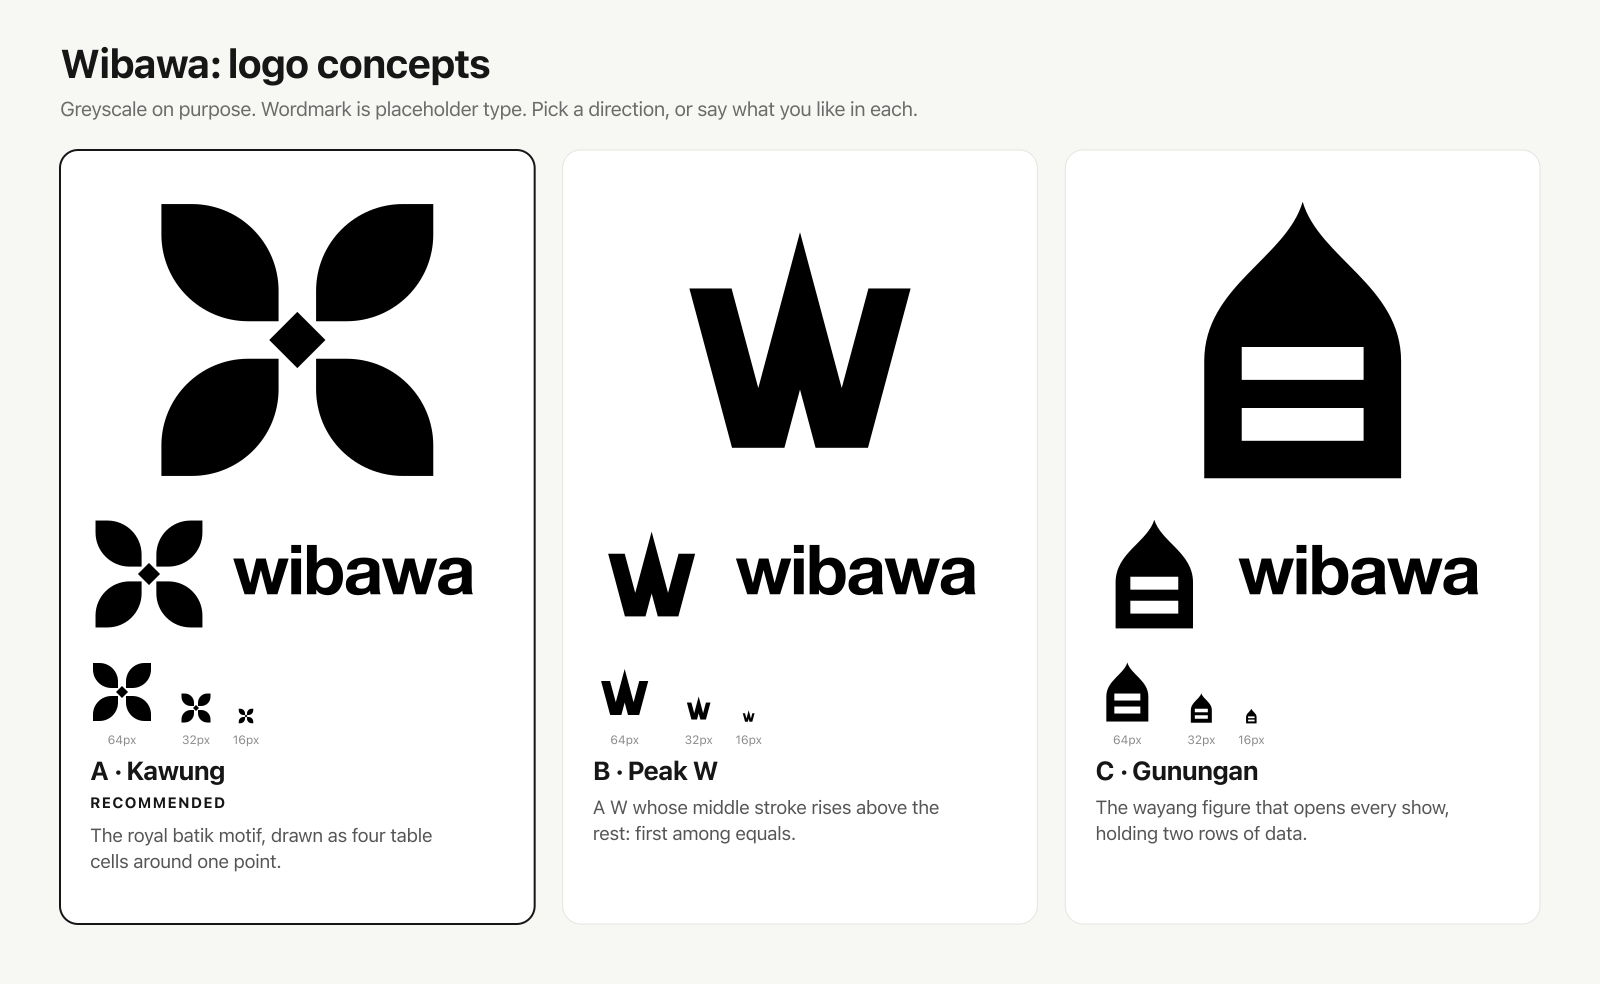 Wibawa: logo concepts
Greyscale on purpose. Wordmark is placeholder type. Pick a direction, or say what you like in each.
wibawa
64px 32px 16px
A · Kawung
RECOMMENDED
The royal batik motif, drawn as four table
cells around one point.
W
W wibawa
W W W
64px 32px 16px
B · Peak W
A W whose middle stroke rises above the
rest: first among equals.
wibawa
64px 32px 16px
C · Gunungan
The wayang figure that opens every show,
holding two rows of data.